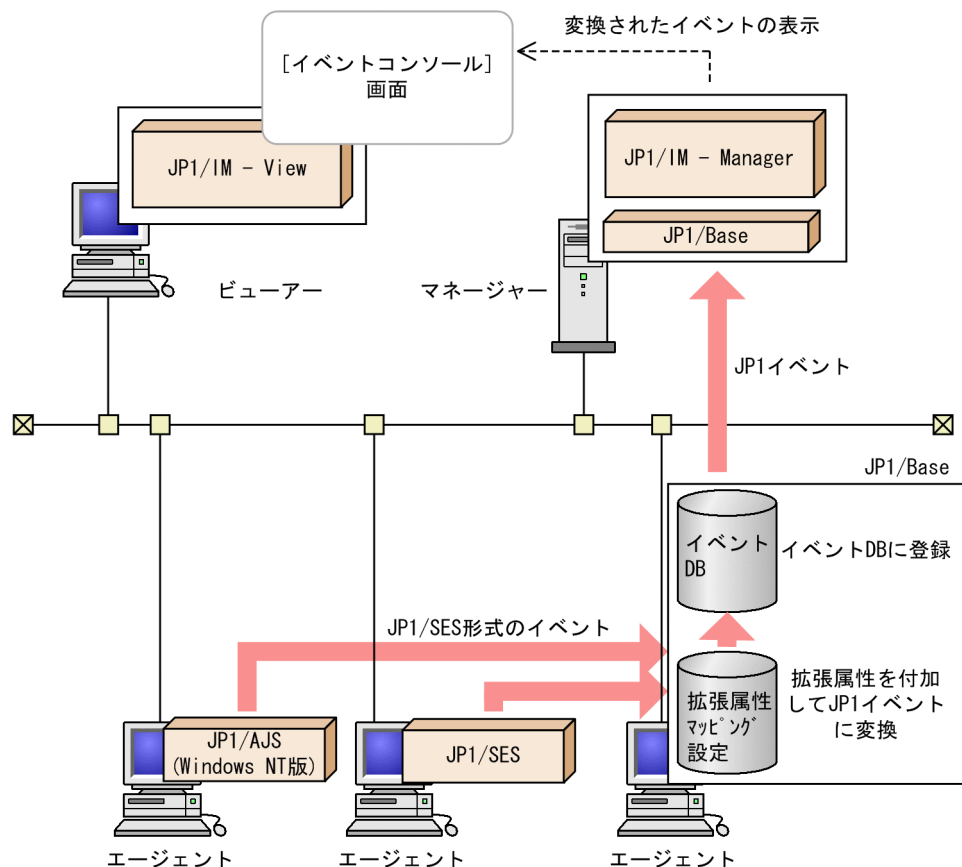 変換されたイベントの表示
[イベントコンソール]
画面
JP1/IM - View
JP1/IM - Manager
JP1/Base
ビューアー
マネージャー
JP1イベント
JP1/Base
イベント
DB
イベントDBに登録
JP1/SES形式のイベント
拡張属性
ﾏｯﾋﾟﾝｸﾞ
設定
拡張属性を付加
してJP1イベント
に変換
JP1/AJS
(Windows NT版)
JP1/SES
エージェント
エージェント
エージェント